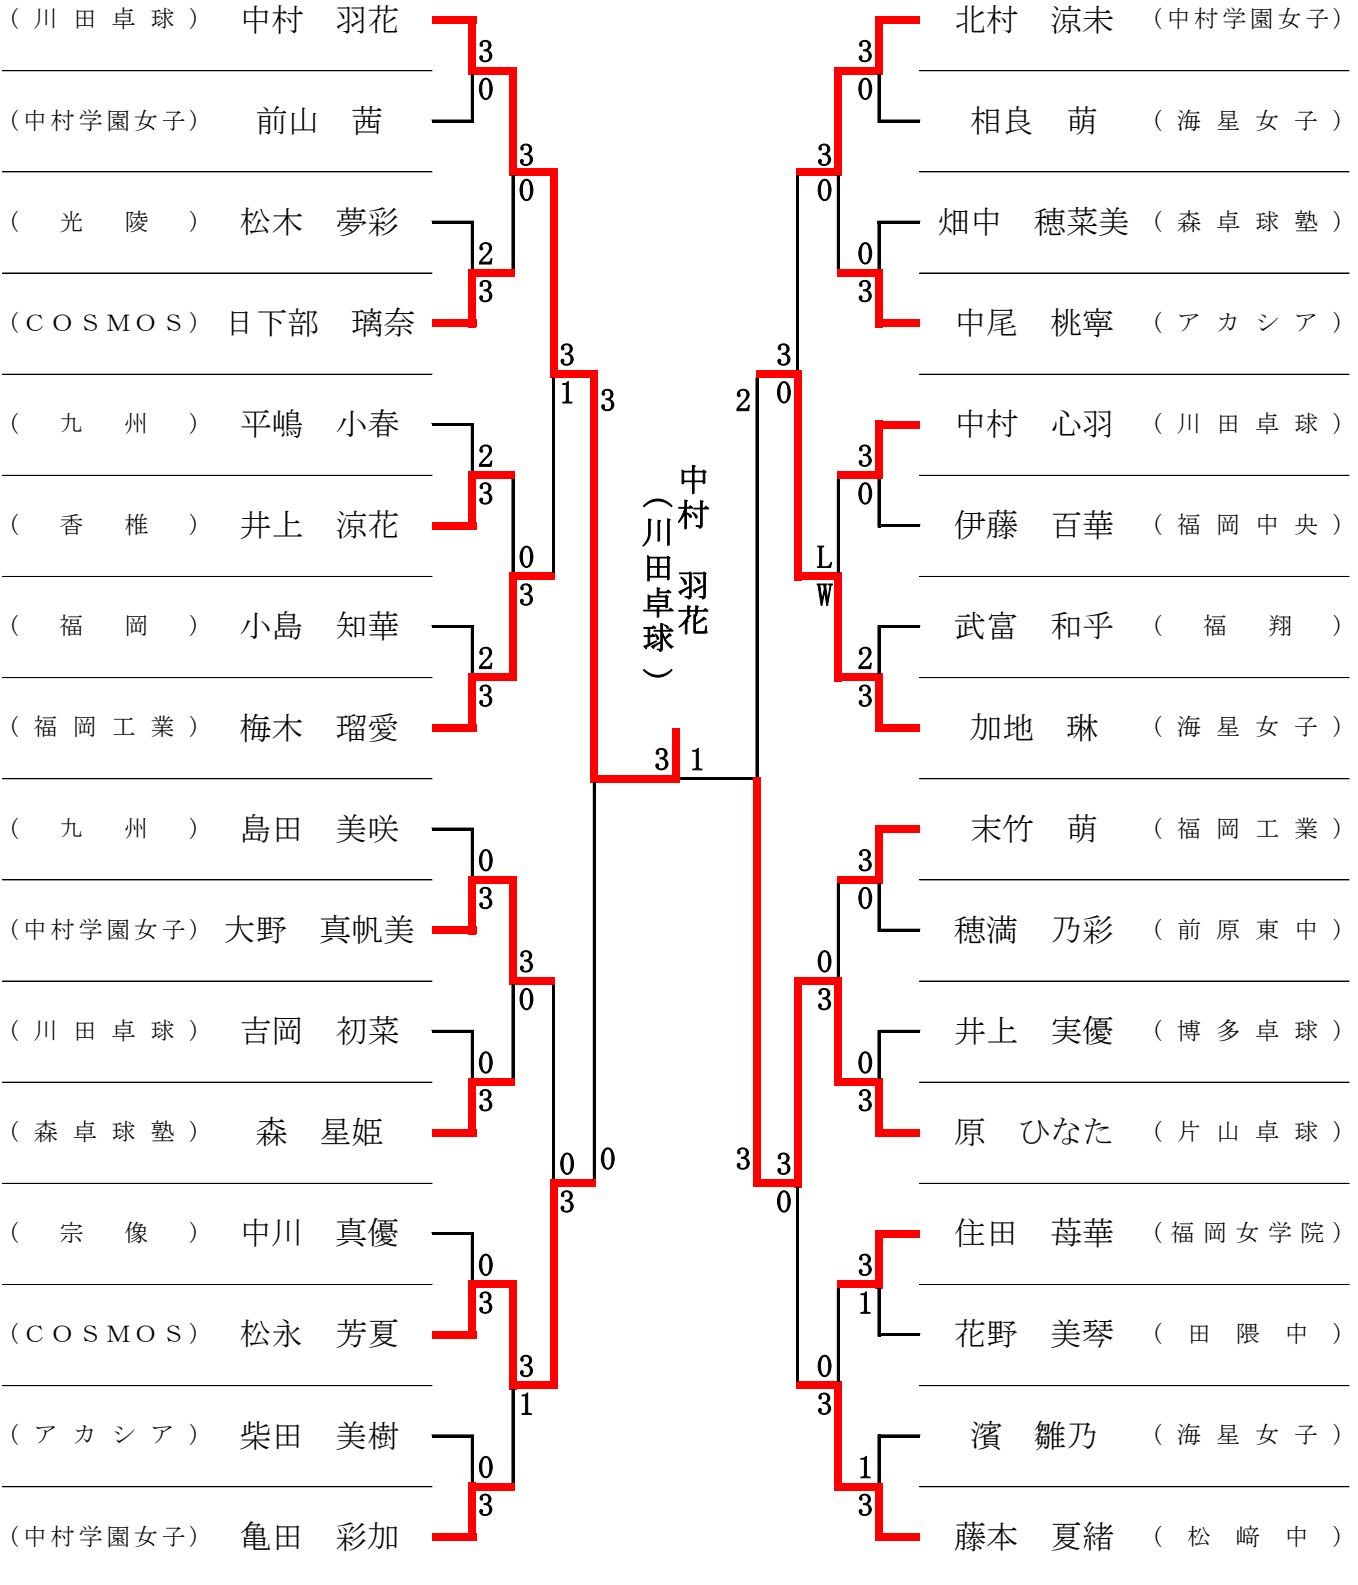 (川田卓球) 中村 羽花
(中村学園女子) 前山 茜
(光陵) 松木 夢彩
(COSMOS) 日下部 璃奈
(九州) 平嶋 小春
(香椎) 井上 涼花
(福岡) 小島 知華
(福岡工業) 梅木 瑠愛
(九州) 島田 美咲
(中村学園女子) 大野 真帆美
(川田卓球) 吉岡 初菜
(森卓球塾) 森 星姫
(宗像) 中川 真優
(COSMOS) 松永 芳夏
(アカシア) 柴田 美樹
(中村学園女子) 亀田 彩加
3
0
2
3
2
3
2
3
0
3
0
3
0
3
0
3
3
0
0
3
3
0
3
1
3
1
0
3
3
0
中村 羽花
(川田卓球)
3 1
2
3
3
0
3
0
3
0
L
W
0
3
0
3
3
0
0
3
3
0
2
3
3
0
0
3
3
1
1
3
北村 涼未 (中村学園女子)
相良 萌 (海星女子)
畑中 穂菜美 (森卓球塾)
中尾 桃寧 (アカシア)
中村 心羽 (川田卓球)
伊藤 百華 (福岡中央)
武富 和乎 (福翔)
加地 琳 (海星女子)
末竹 萌 (福岡工業)
穂満 乃彩 (前原東中)
井上 実優 (博多卓球)
原 ひなた (片山卓球)
住田 苺華 (福岡女学院)
花野 美琴 (田隈中)
濱 雛乃 (海星女子)
藤本 夏緒 (松﨑中)